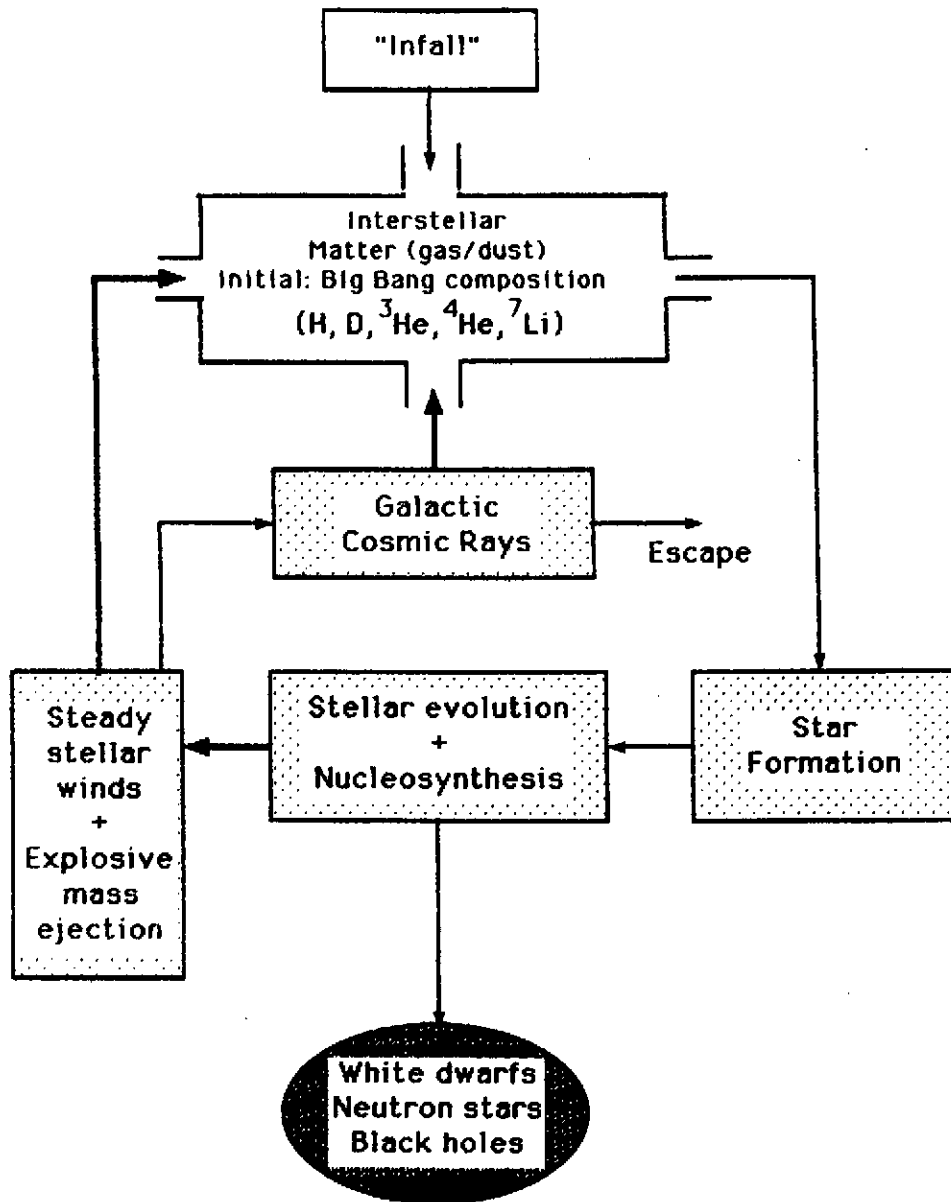 "Infall"
Interstellar
Matter (gas/dust)
Initial: Big Bang composition
(H, D, ³He, ⁴He, ⁷Li)
Galactic
Cosmic Rays
Escape
Steady
stellar
winds
+
Explosive
mass
ejection
Stellar evolution
+
Nucleosynthesis
Star
Formation
White dwarfs
Neutron stars
Black holes